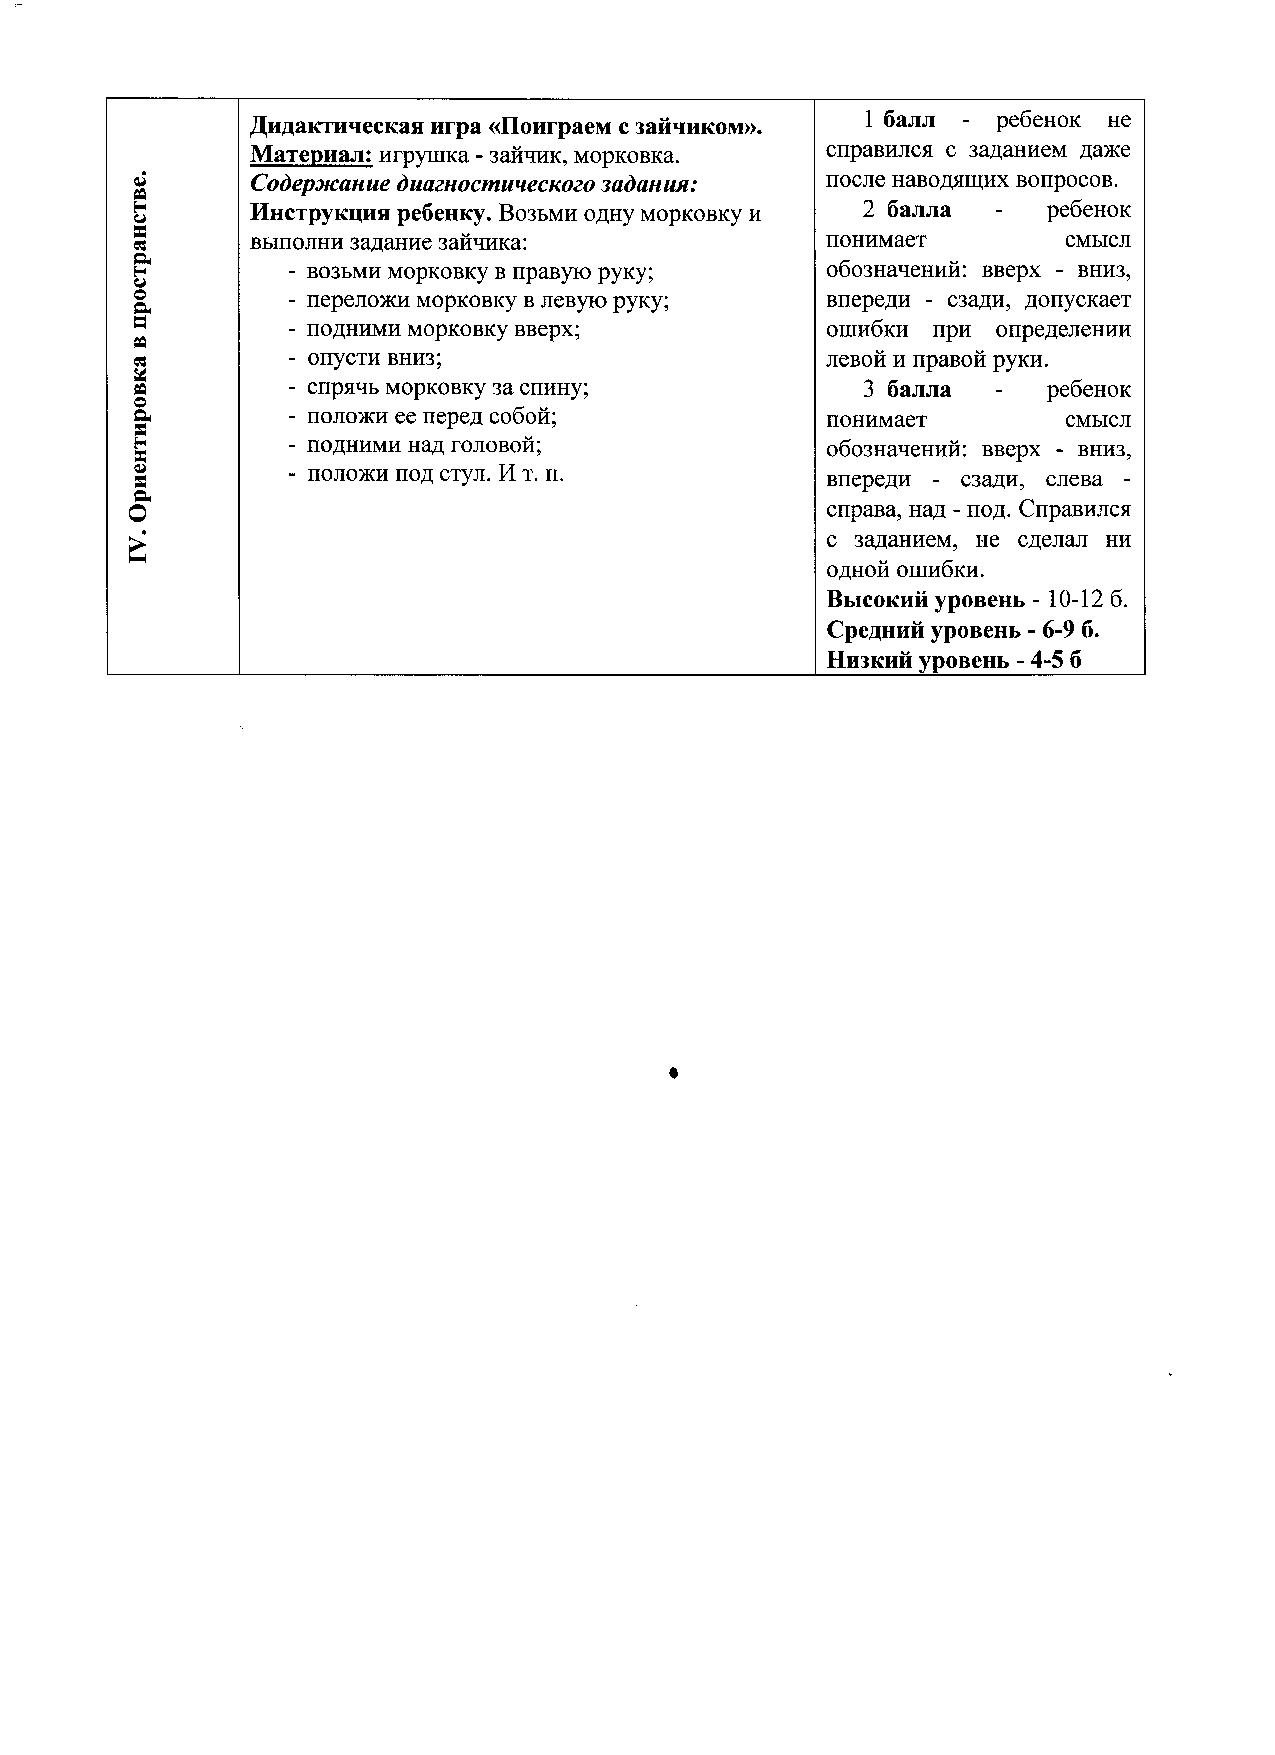 IV. Ориентировка в пространстве.
Дидактическая игра «Поиграем с зайчиком».
Материал: игрушка - зайчик, морковка.
Содержание диагностического задания:
Инструкция ребенку. Возьми одну морковку и
выполни задание зайчика:
- возьми морковку в правую руку;
- переложи морковку в левую руку;
- подними морковку вверх;
- опусти вниз;
- спрячь морковку за спину;
- положи ее перед собой;
- подними над головой;
- положи под стул. И т. п.
1 балл - ребенок не
справился с заданием даже
после наводящих вопросов.
2 балла - ребенок
понимает смысл
обозначений: вверх - вниз,
впереди - сзади, допускает
ошибки при определении
левой и правой руки.
3 балла - ребенок
понимает смысл
обозначений: вверх - вниз,
впереди - сзади, слева -
справа, над - под. Справился
с заданием, не сделал ни
одной ошибки.
Высокий уровень - 10-12 б.
Средний уровень - 6-9 б.
Низкий уровень - 4-5 б